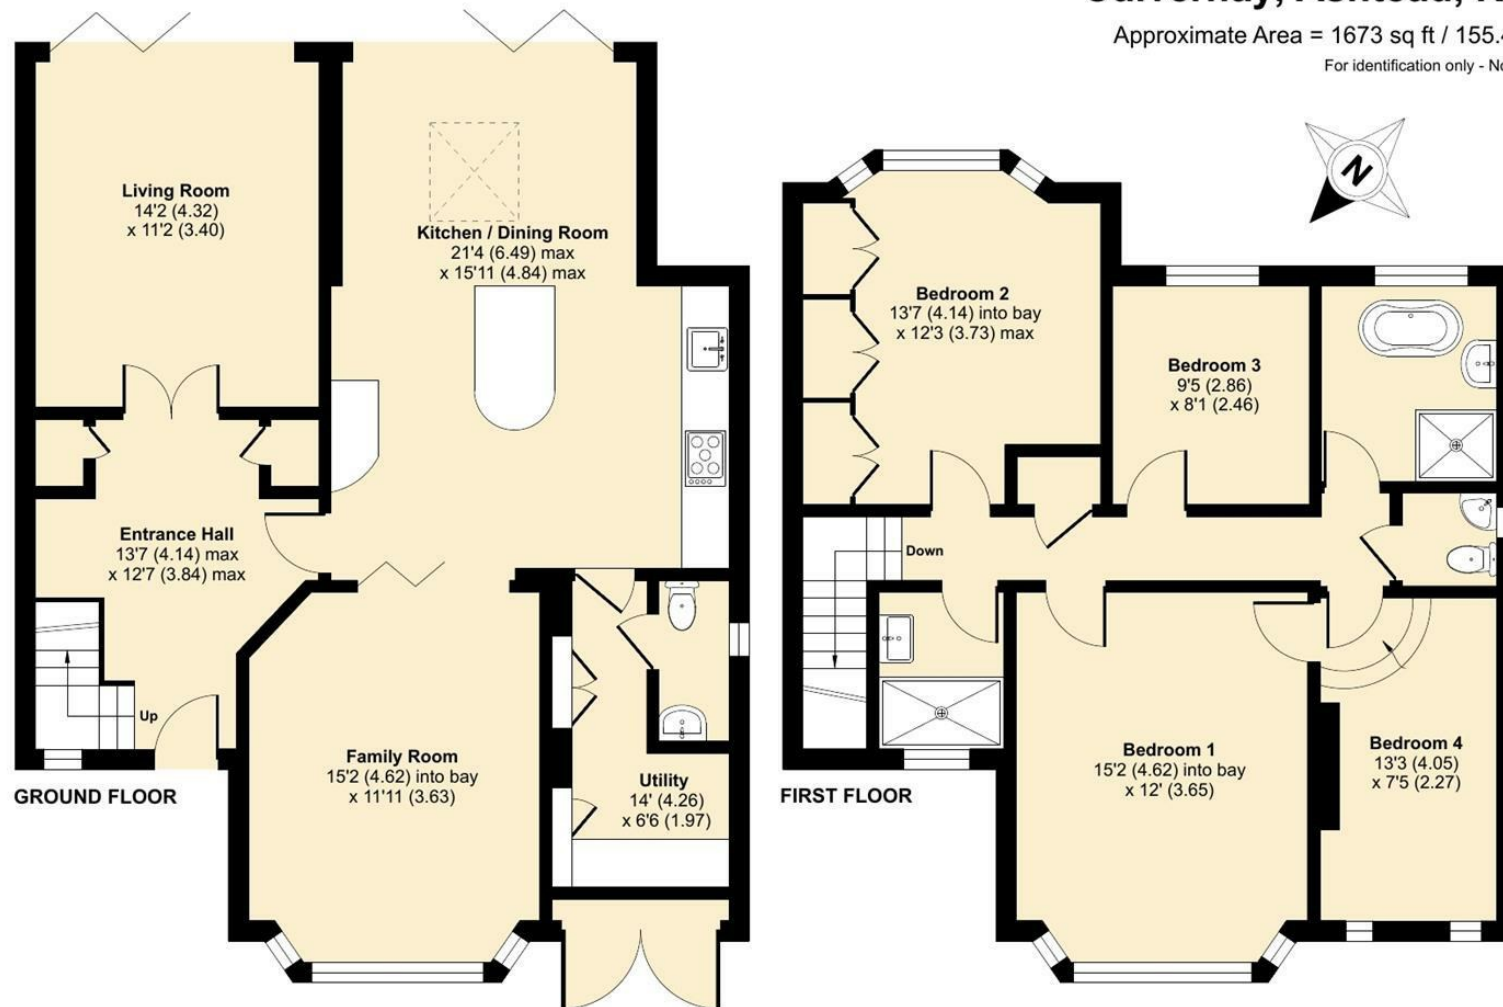 Approximate Area = 1673 sq ft / 155.4
For identification only - No
N
Living Room
14'2 (4.32)
x 11'2 (3.40)
Kitchen / Dining Room
21'4 (6.49) max
x 15'11 (4.84) max
Entrance Hall
13'7 (4.14) max
x 12'7 (3.84) max
Up
Family Room
15'2 (4.62) into bay
x 11'11 (3.63)
Utility
14' (4.26)
x 6'6 (1.97)
GROUND FLOOR
Bedroom 2
13'7 (4.14) into bay
x 12'3 (3.73) max
Bedroom 3
9'5 (2.86)
x 8'1 (2.46)
Down
Bedroom 1
15'2 (4.62) into bay
x 12' (3.65)
Bedroom 4
13'3 (4.05)
x 7'5 (2.27)
FIRST FLOOR